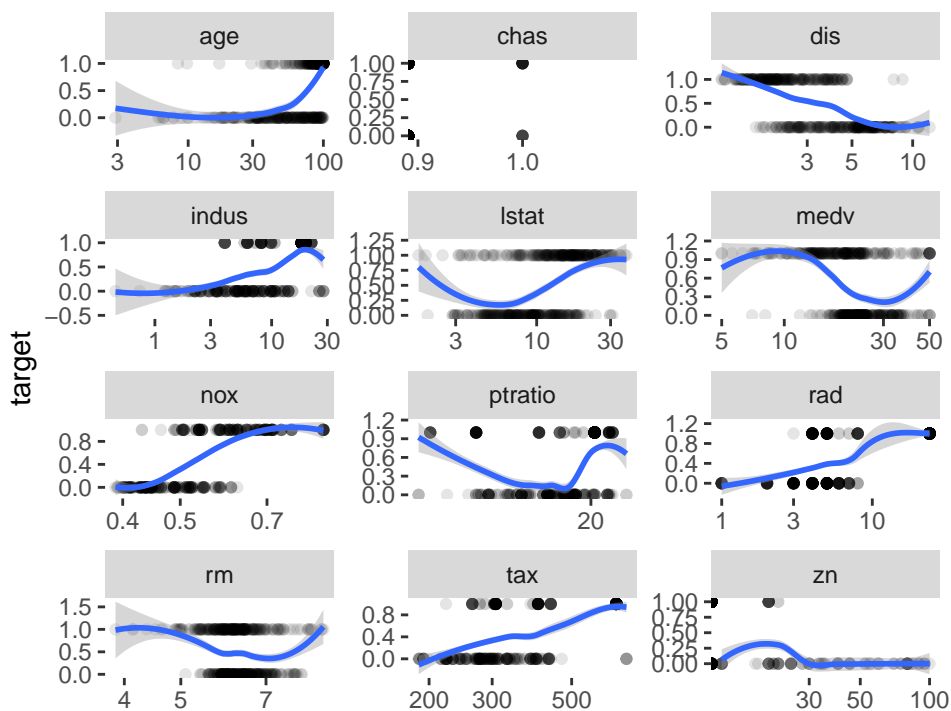 age
chas
dis
1.0
0.5
0.0
1.00
0.75
0.50
0.25
0.00
1.0
0.5
0.0
3 10 30 100
0.9 1.0
3 5 10
indus
lstat
medv
1.0
0.5
0.0
−0.5
1.25
1.00
0.75
0.50
0.25
0.00
1.2
0.9
0.6
0.3
0.0
1 3 10 30
3 10 30
5 10 30 50
target
nox
ptratio
rad
0.8
0.4
0.0
1.2
0.9
0.6
0.3
0.0
1.2
0.8
0.4
0.0
0.4 0.5 0.7
20
1 3 10
rm
tax
zn
1.5
1.0
0.5
0.0
0.8
0.4
0.0
1.00
0.75
0.50
0.25
0.00
4 5 7
200 300 500
30 50 100